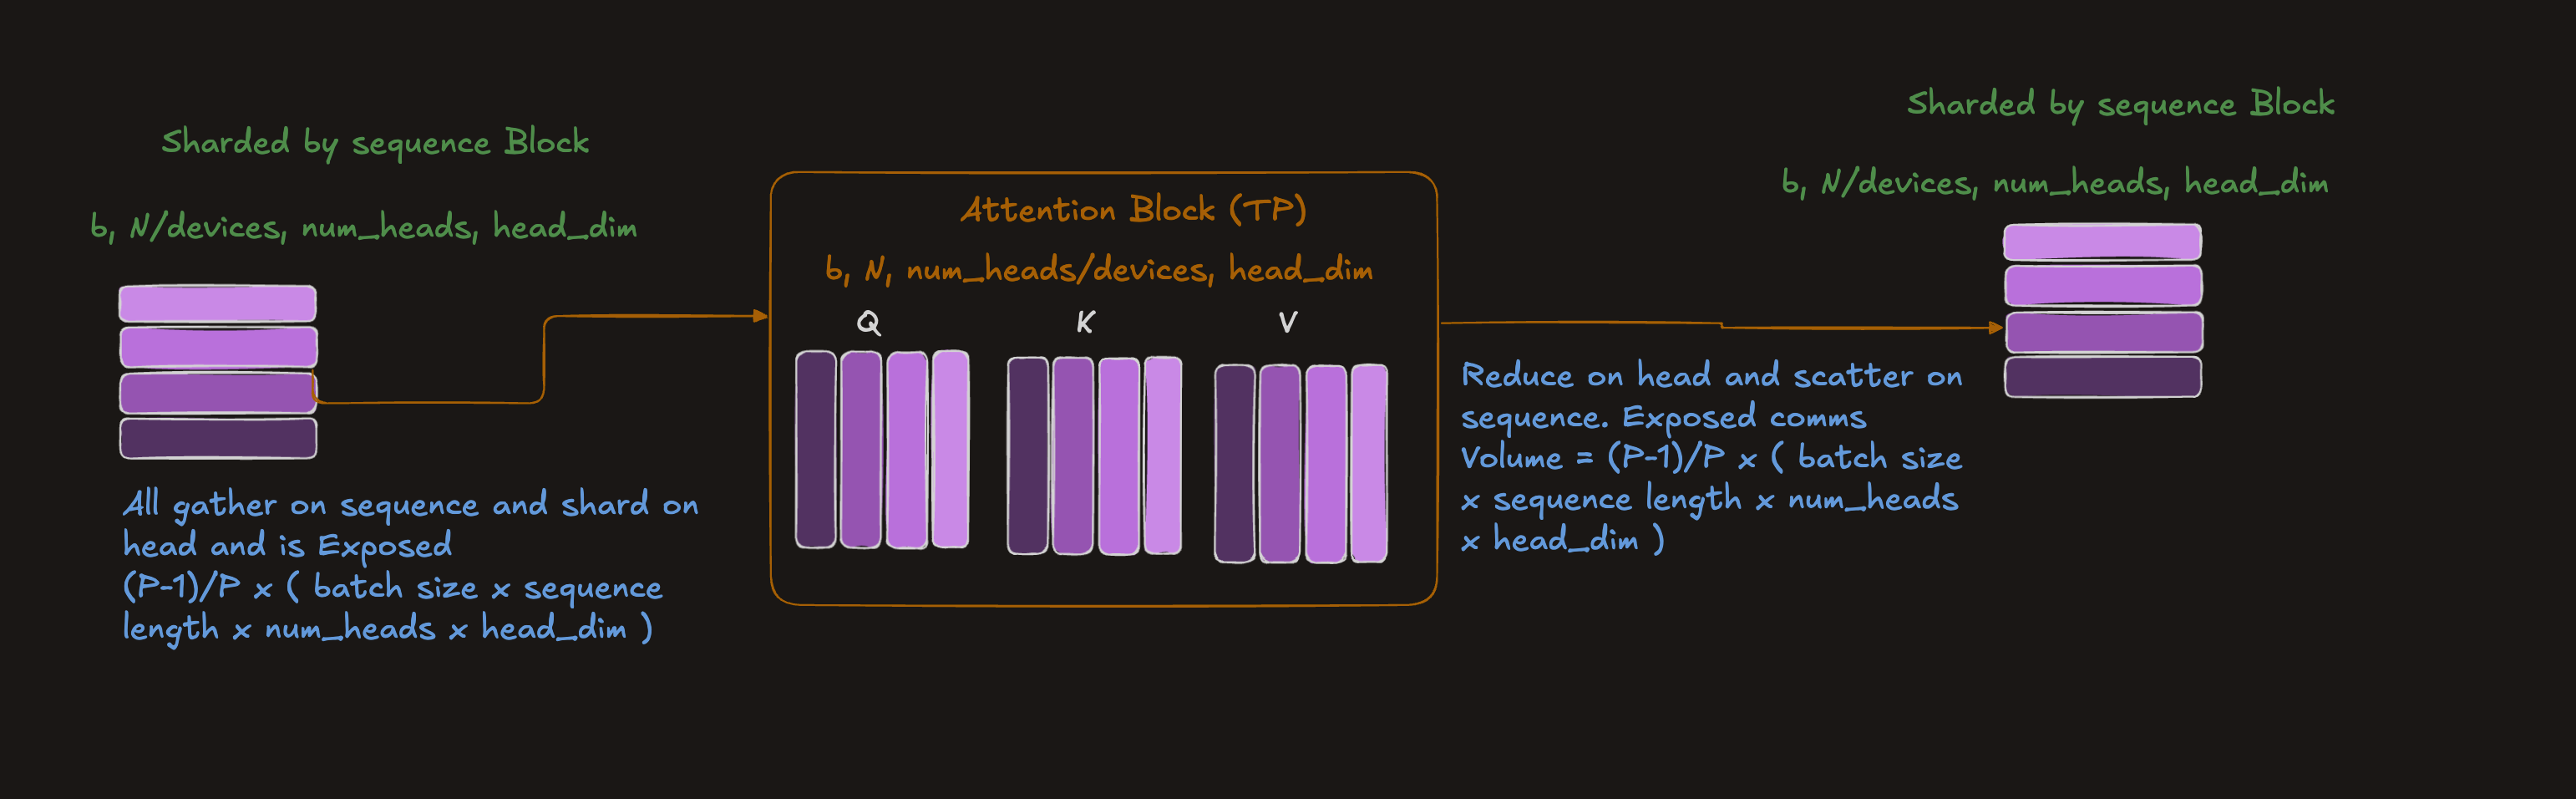 Sharded by sequence Block
b, N/devices, num_heads, head_dim
All gather on sequence and shard on
head and is Exposed
(P-1)/P x ( batch size x sequence
length x num_heads x head_dim )
Attention Block (TP)
b, N, num_heads/devices, head_dim
Q K V
Reduce on head and scatter on
sequence. Exposed comms
Volume = (P-1)/P x ( batch size
x sequence length x num_heads
x head_dim )
Sharded by sequence Block
b, N/devices, num_heads, head_dim